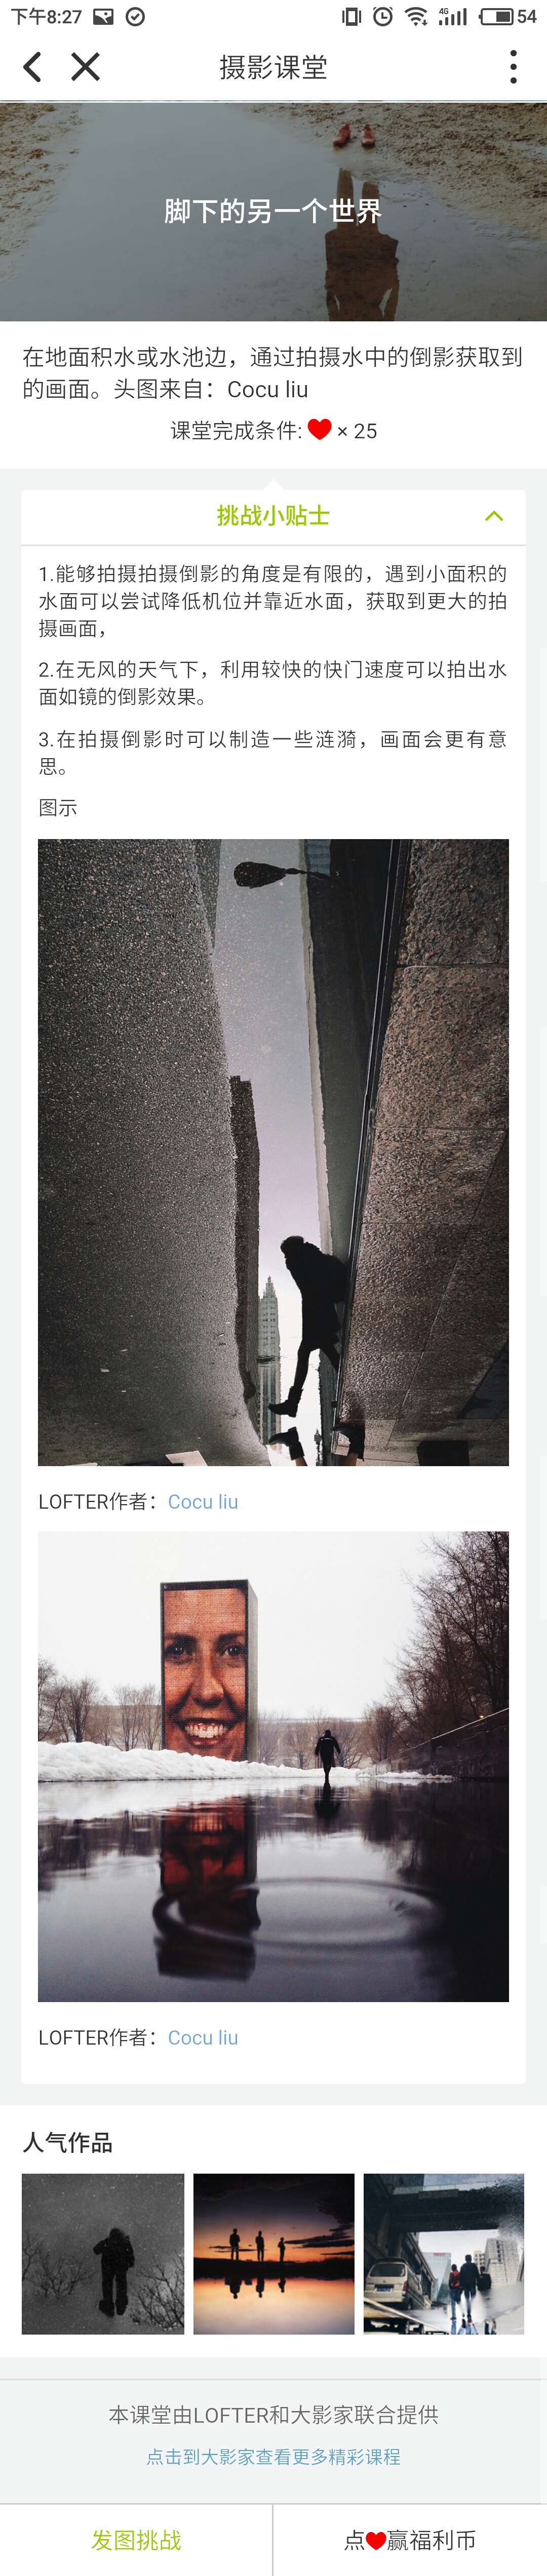 下午8:27
4G
54
摄影课堂
脚下的另一个世界
在地面积水或水池边，通过拍摄水中的倒影获取到
的画面。头图来自：Cocu liu
课堂完成条件: ❤ × 25
挑战小贴士
1.能够拍摄拍摄倒影的角度是有限的，遇到小面积的
水面可以尝试降低机位并靠近水面，获取到更大的拍
摄画面，
2.在无风的天气下，利用较快的快门速度可以拍出水
面如镜的倒影效果。
3.在拍摄倒影时可以制造一些涟漪，画面会更有意
思。
图示
LOFTER作者：Cocu liu
LOFTER作者：Cocu liu
人气作品
本课堂由LOFTER和大影家联合提供
点击到大影家查看更多精彩课程
发图挑战
点❤赢福利币